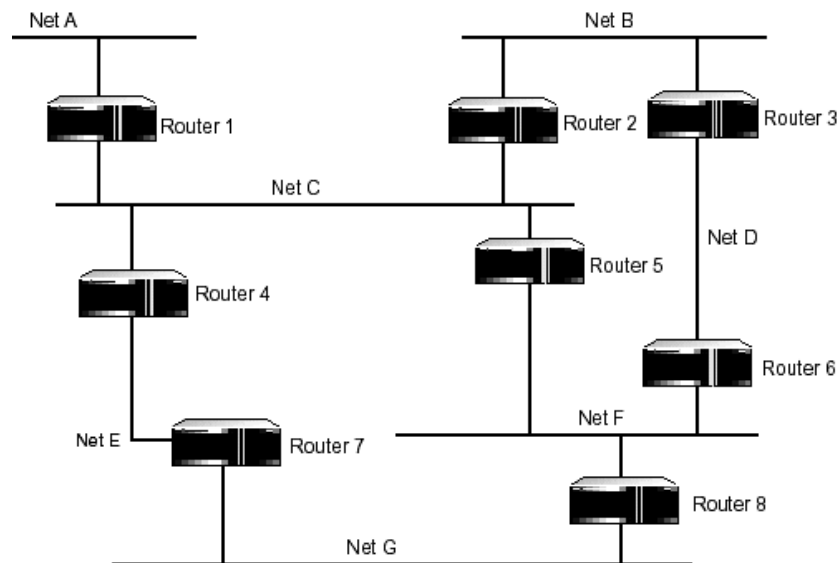 Net A
Net B
Router 1
Router 2
Router 3
Net C
Net D
Router 5
Router 4
Router 6
Net F
Net E
Router 7
Router 8
Net G